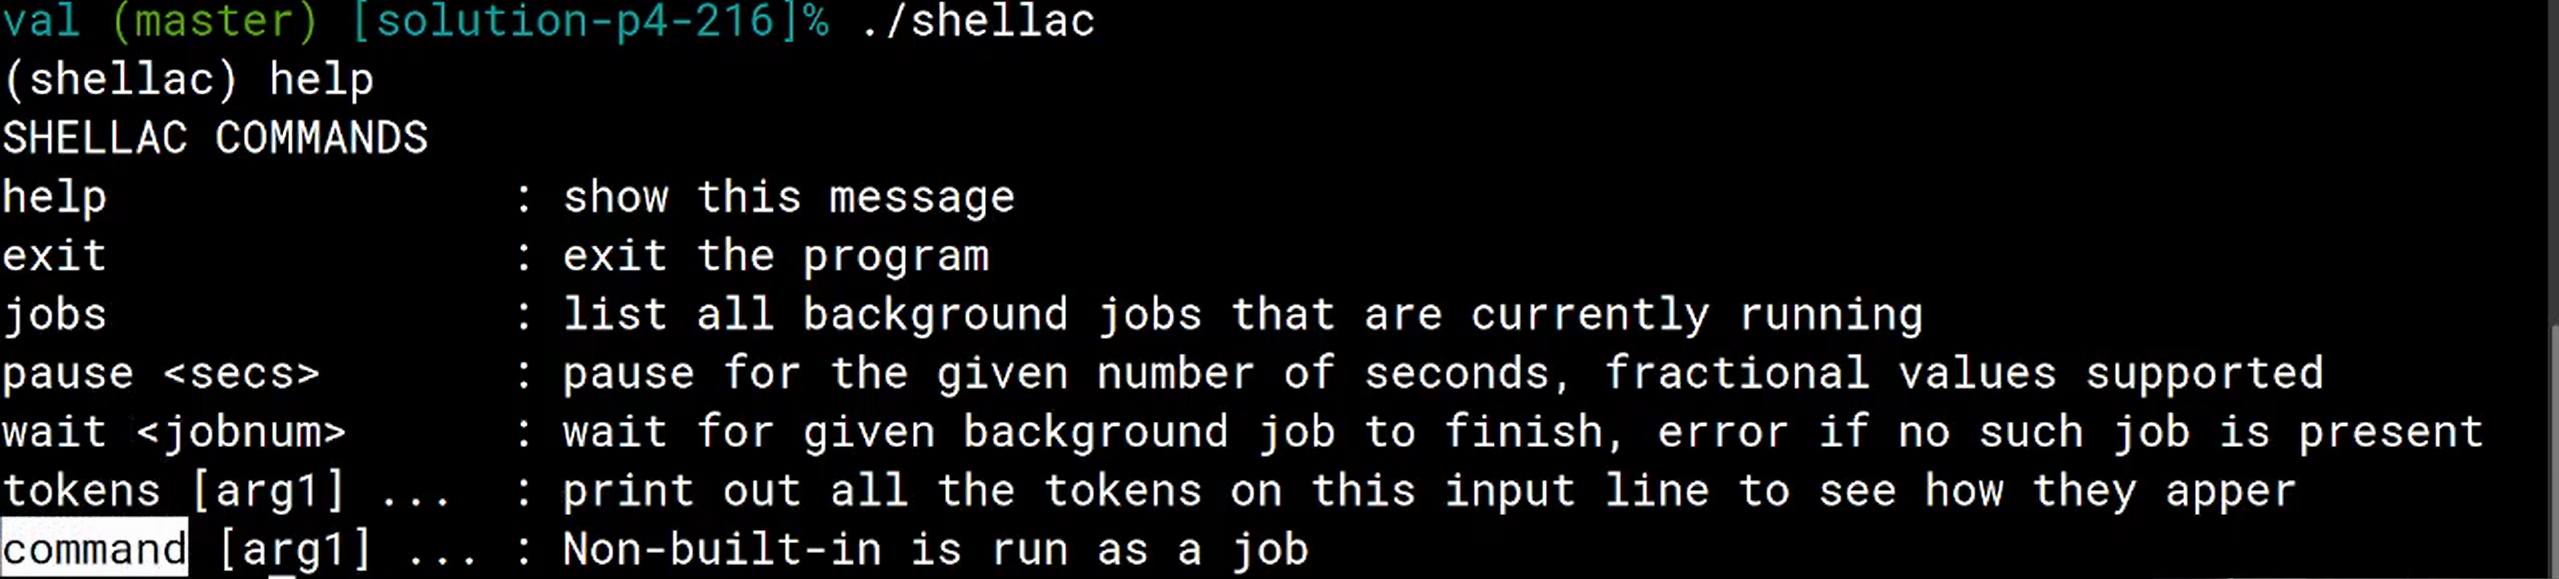 val (master) [solution-p4-216]% ./shellac
(shellac) help
SHELLAC COMMANDS
help : show this message
exit : exit the program
jobs : list all background jobs that are currently running
pause <secs> : pause for the given number of seconds, fractional values supported
wait <jobnum> : wait for given background job to finish, error if no such job is present
tokens [arg1] ... : print out all the tokens on this input line to see how they apper
command [arg1] ... : Non-built-in is run as a job